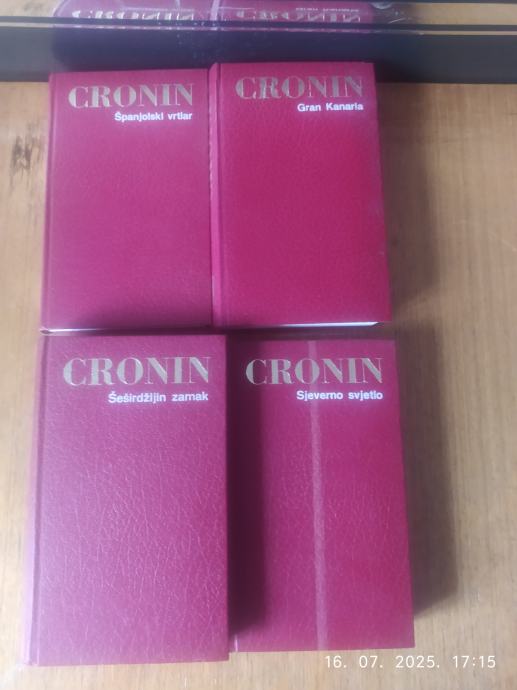 CRONIN
Španjolski vrtlar
CRONIN
Gran Kanaria
CRONIN
Šeširdžijin zamak
CRONIN
Sjeverno svjetlo
16. 07. 2025. 17:15